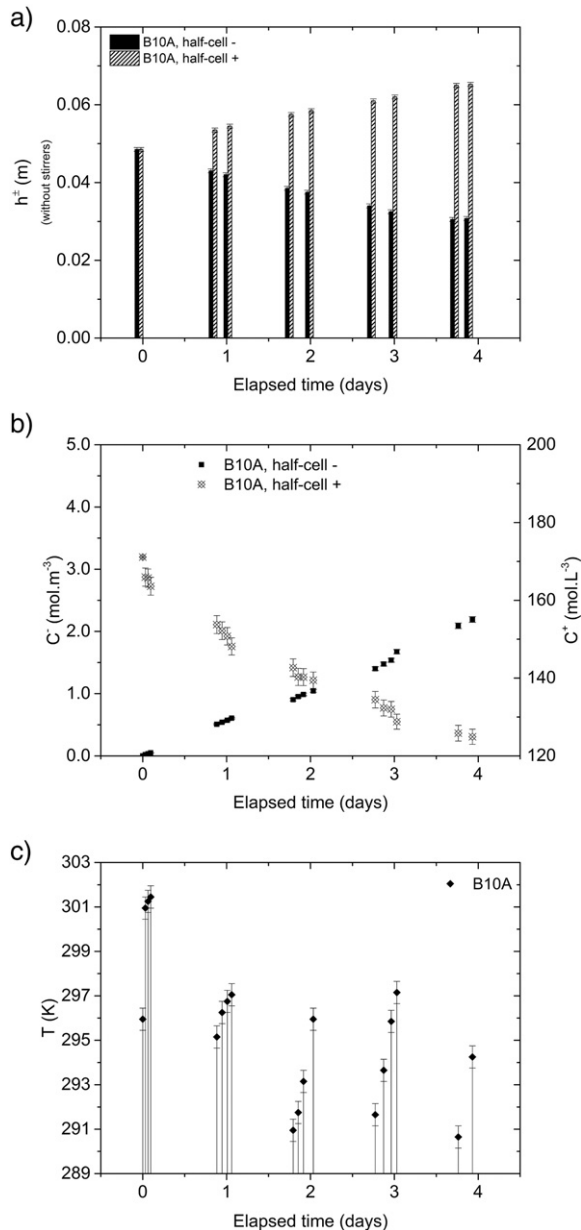 a)
0.08
0.06
0.04
0.02
0.00
h± (m)
(without stirrers)
B10A, half-cell -
B10A, half-cell +
0 1 2 3 4
Elapsed time (days)
b)
5.0
4.0
3.0
2.0
1.0
0.0
C- (mol.m-3)
B10A, half-cell -
B10A, half-cell +
200
180
160
140
120
C+ (mol.L-3)
0 1 2 3 4
Elapsed time (days)
c)
303
301
299
297
295
293
291
289
T (K)
B10A
0 1 2 3 4
Elapsed time (days)